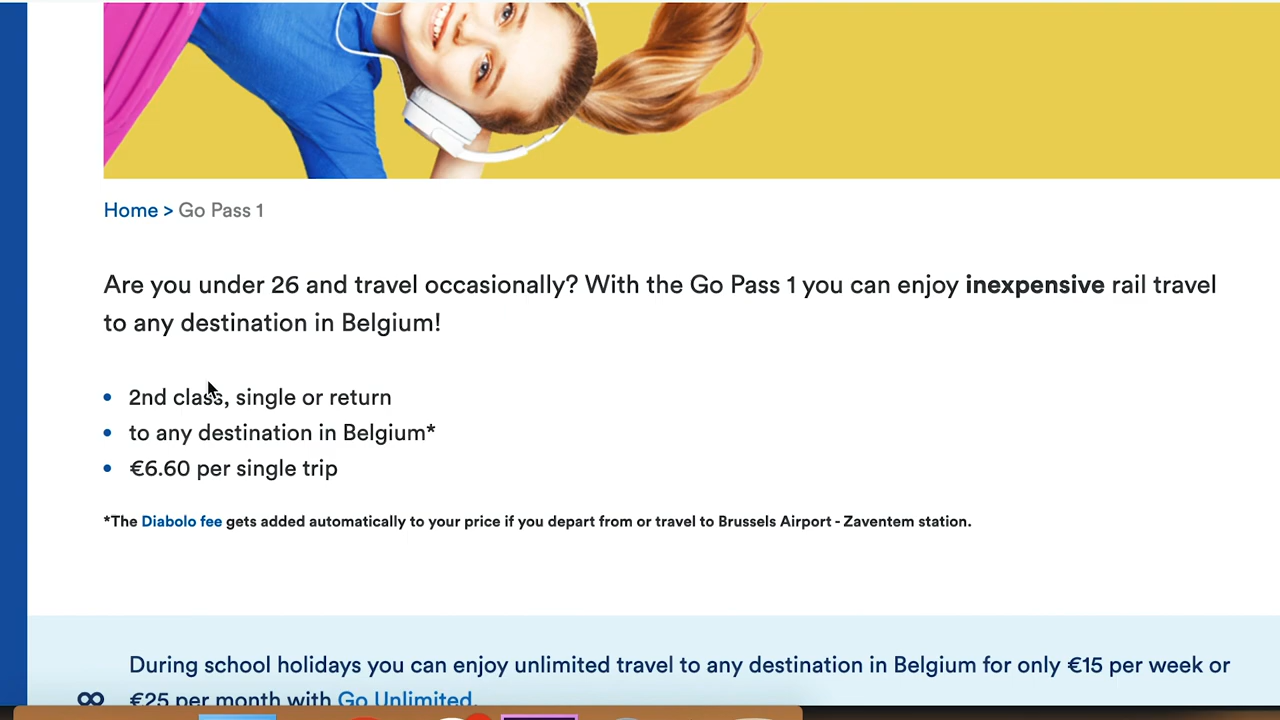 Home > Go Pass 1
Are you under 26 and travel occasionally? With the Go Pass 1 you can enjoy inexpensive rail travel
to any destination in Belgium!
• 2nd class, single or return
• to any destination in Belgium*
• €6.60 per single trip
*The Diabolo fee gets added automatically to your price if you depart from or travel to Brussels Airport - Zaventem station.
During school holidays you can enjoy unlimited travel to any destination in Belgium for only €15 per week or
€25 per month with Go Unlimited.